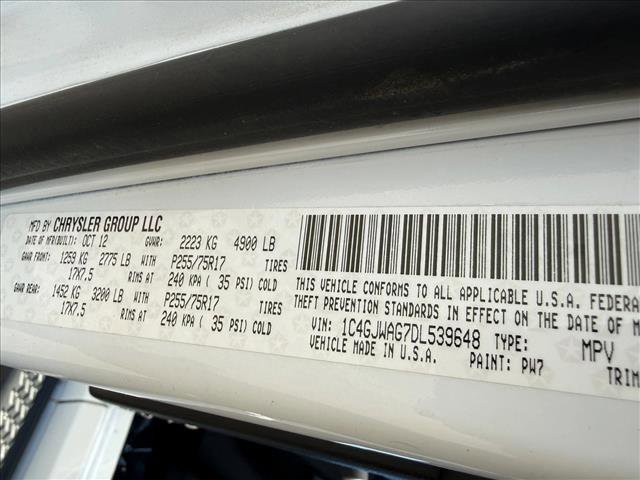 MFD BY CHRYSLER GROUP LLC
DATE OF MFR(BUILT): OCT 12 GVWR: 2223 KG 4900 LB
GAWR FRONT: 1259 KG 2775 LB WITH P255/75R17 TIRES
17X7.5 RIMS AT 240 KPA ( 35 PSI) COLD
GAWR REAR: 1452 KG 3200 LB WITH P255/75R17 TIRES
17X7.5 RIMS AT 240 KPA ( 35 PSI) COLD
THIS VEHICLE CONFORMS TO ALL APPLICABLE U.S.A. FEDERA
THEFT PREVENTION STANDARDS IN EFFECT ON THE DATE OF M
VIN: 1C4GJWAG7DL539648 TYPE: MPV
VEHICLE MADE IN U.S.A. PAINT: PW7 TRIM